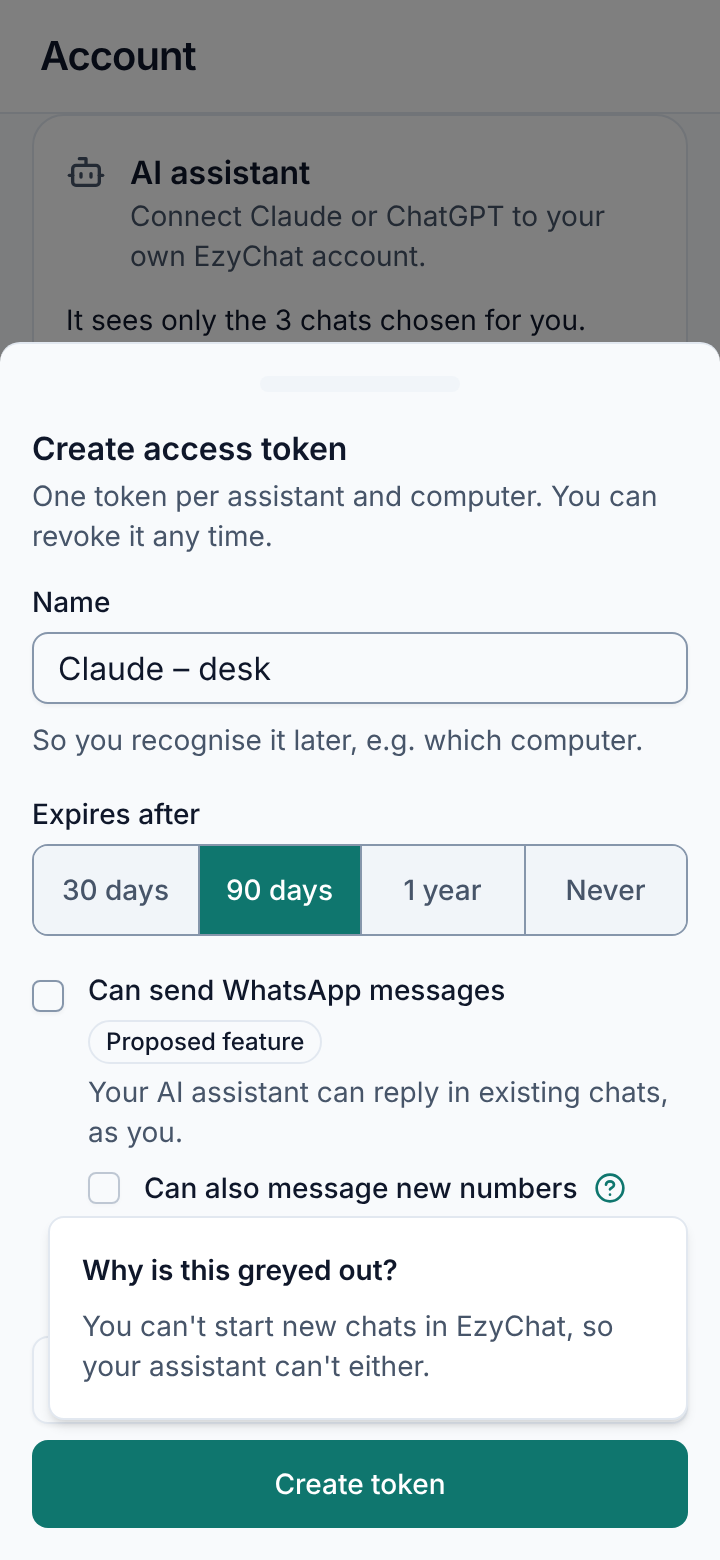 Account
AI assistant
Connect Claude or ChatGPT to your
own EzyChat account.
It sees only the 3 chats chosen for you.
Create access token
One token per assistant and computer. You can
revoke it any time.
Name
Claude – desk
So you recognise it later, e.g. which computer.
Expires after
30 days
90 days
1 year
Never
Can send WhatsApp messages
Proposed feature
Your AI assistant can reply in existing chats,
as you.
Can also message new numbers
Why is this greyed out?
You can't start new chats in EzyChat, so
your assistant can't either.
Create token